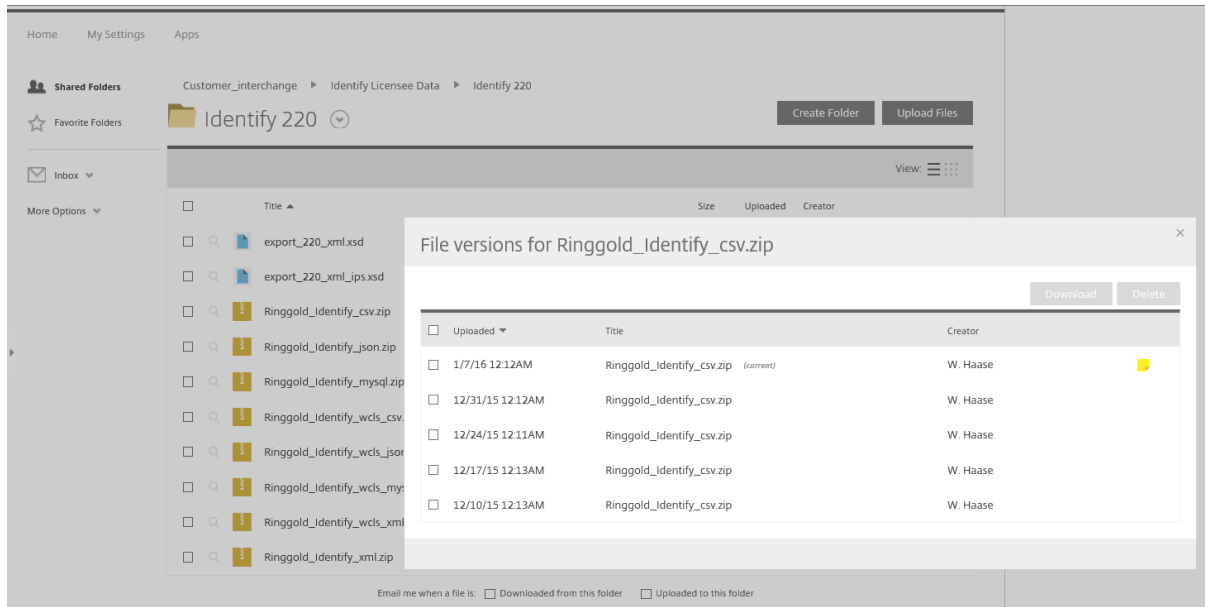 Home My Settings Apps
Shared Folders
Favorite Folders
Inbox
More Options
Customer_interchange Identify Licensee Data Identify 220
Identify 220
Create Folder Upload Files
View:
Title Size Uploaded Creator
export_220_xml.xsd
export_220_xml_ips.xsd
Ringgold_Identify_csv.zip
Ringgold_Identify_json.zip
Ringgold_Identify_mysql.zip
Ringgold_Identify_wcls_csv.
Ringgold_Identify_wcls_jsor
Ringgold_Identify_wcls_mys
Ringgold_Identify_wcls_xml
Ringgold_Identify_xml.zip
File versions for Ringgold_Identify_csv.zip
Download Delete
Uploaded Title Creator
1/7/16 12:12AM Ringgold_Identify_csv.zip (current) W. Haase
12/31/15 12:12AM Ringgold_Identify_csv.zip W. Haase
12/24/15 12:11AM Ringgold_Identify_csv.zip W. Haase
12/17/15 12:13AM Ringgold_Identify_csv.zip W. Haase
12/10/15 12:13AM Ringgold_Identify_csv.zip W. Haase
Email me when a file is: Downloaded from this folder Uploaded to this folder